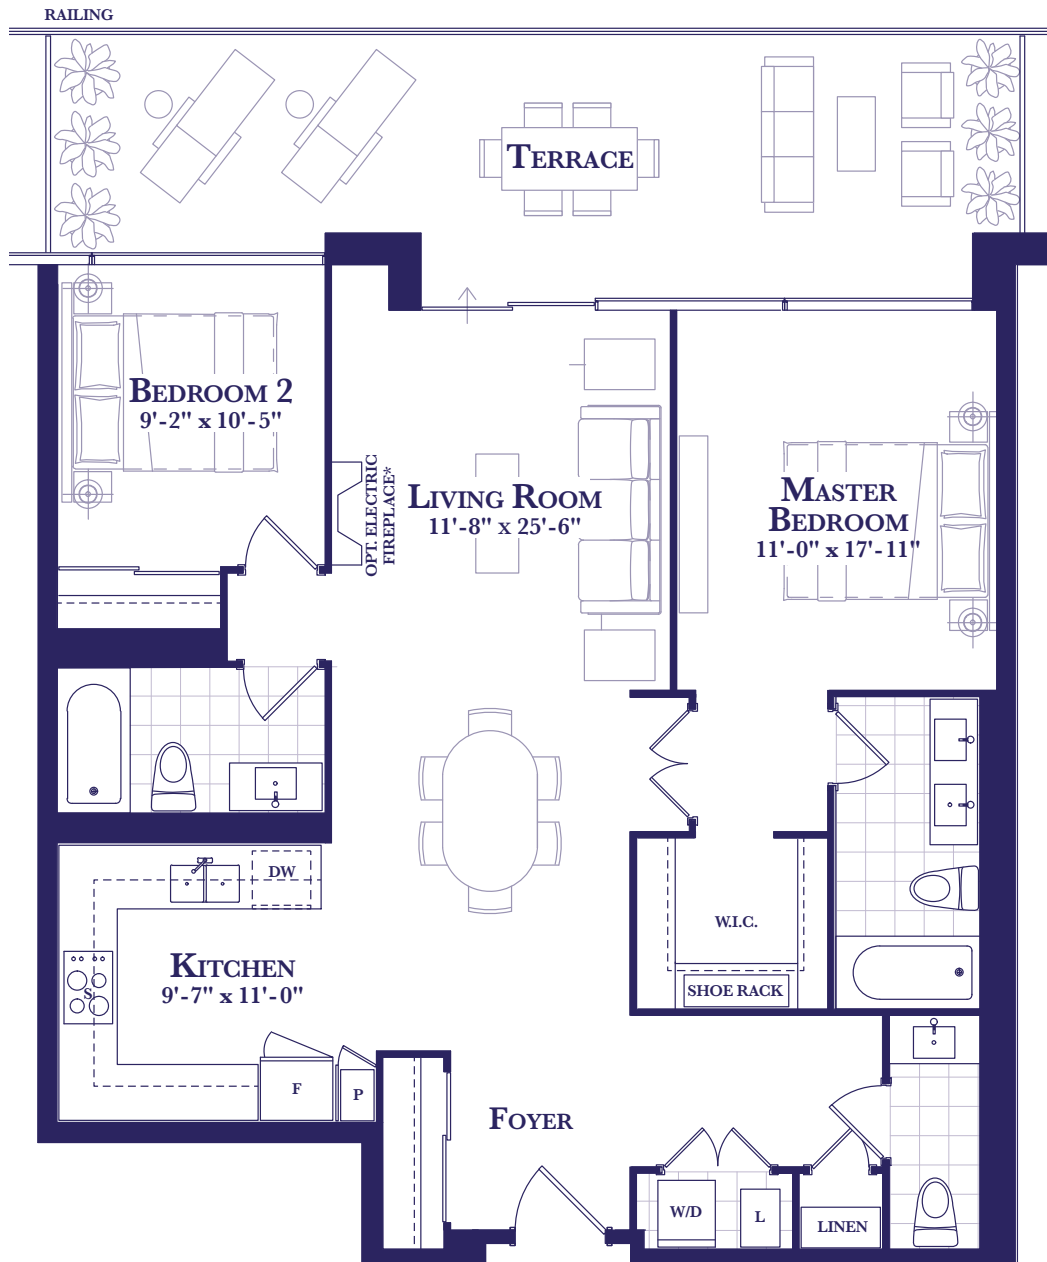 RAILING
TERRACE
BEDROOM 2
9'-2" x 10'-5"
OPT. ELECTRIC
FIREPLACE*
LIVING ROOM
11'-8" x 25'-6"
MASTER
BEDROOM
11'-0" x 17'-11"
DW
W.I.C.
SHOE RACK
KITCHEN
9'-7" x 11'-0"
S
F
P
FOYER
W/D
L
LINEN